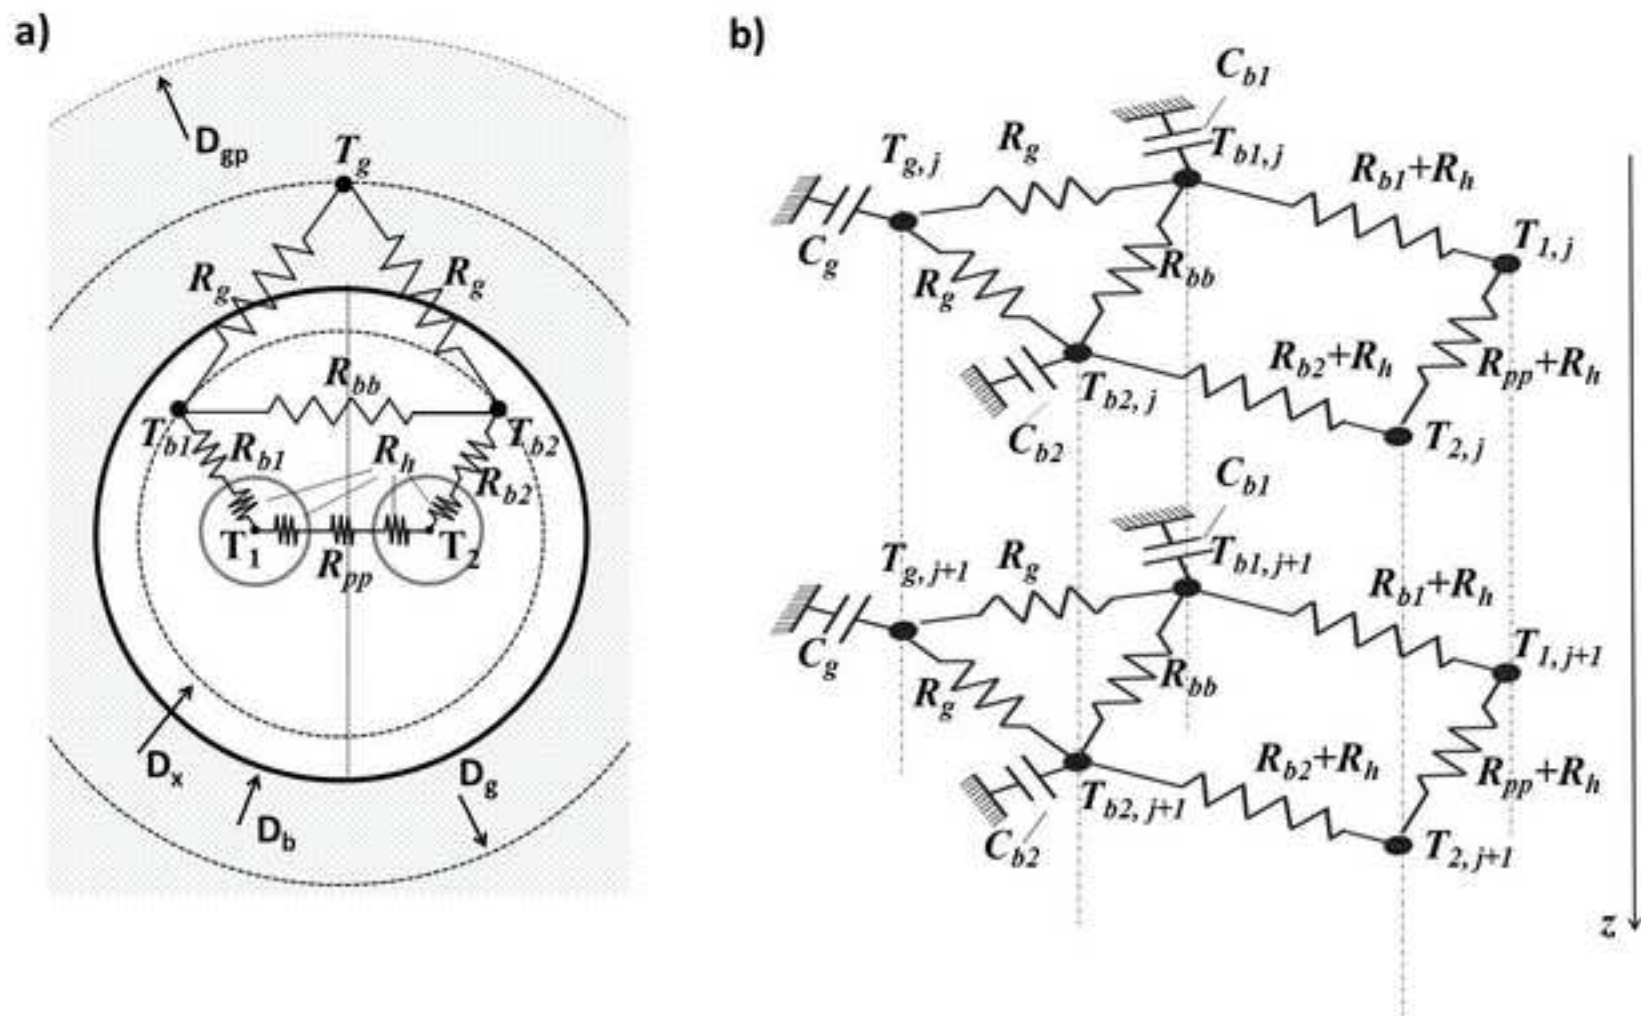 a)
D_gp
T_g
R_g
R_g
R_bb
T_b1
T_b2
R_b1
R_h
R_b2
T_1
T_2
R_pp
D_x
D_b
D_g
b)
C_b1
T_g,j
R_g
T_b1,j
R_b1+R_h
C_g
R_g
R_bb
T_1,j
R_b2+R_h
R_pp+R_h
T_b2,j
C_b2
T_2,j
C_b1
T_g,j+1
R_g
T_b1,j+1
R_b1+R_h
C_g
R_g
R_bb
T_1,j+1
R_b2+R_h
R_pp+R_h
T_b2,j+1
C_b2
T_2,j+1
z